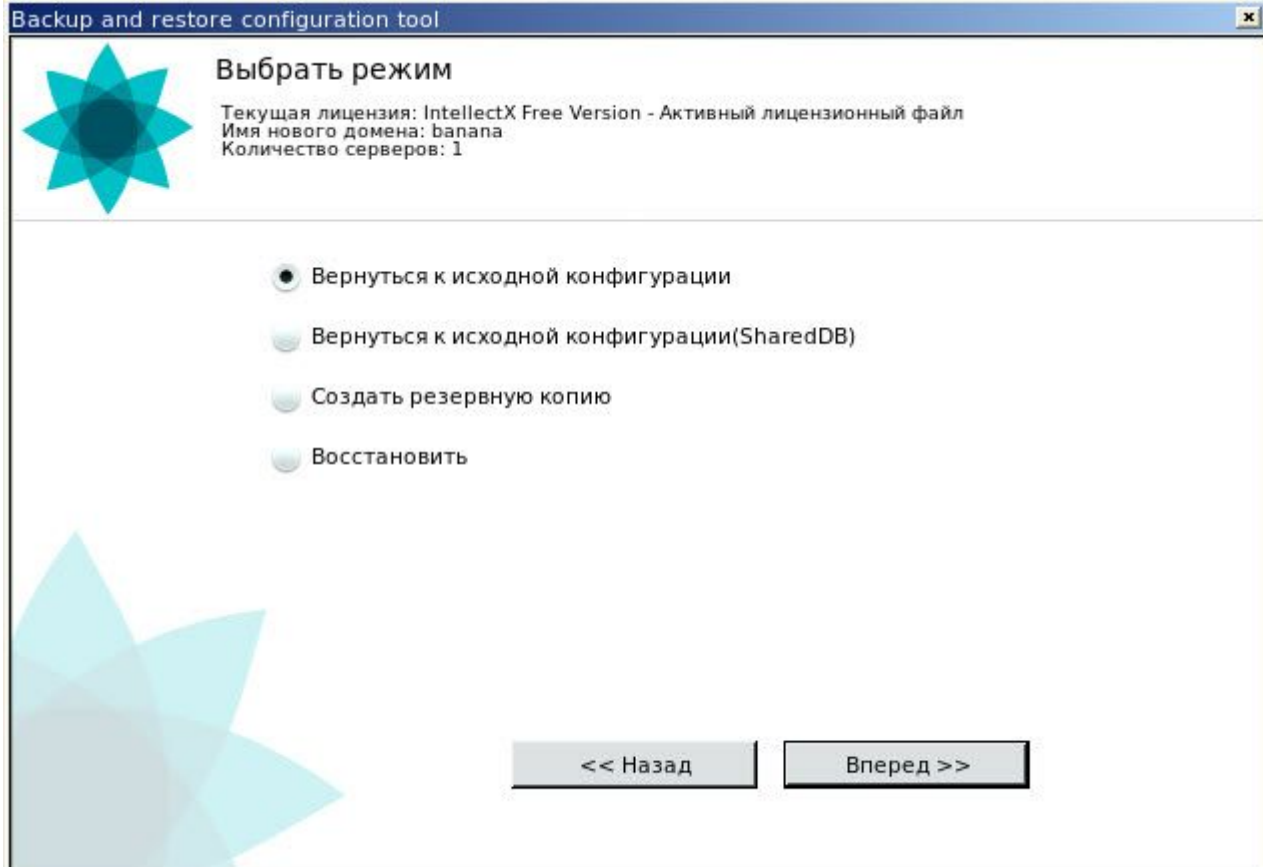 Backup and restore configuration tool
Выбрать режим
Текущая лицензия: IntellectX Free Version - Активный лицензионный файл
Имя нового домена: banana
Количество серверов: 1
Вернуться к исходной конфигурации
Вернуться к исходной конфигурации(SharedDB)
Создать резервную копию
Восстановить
<< Назад
Вперед >>